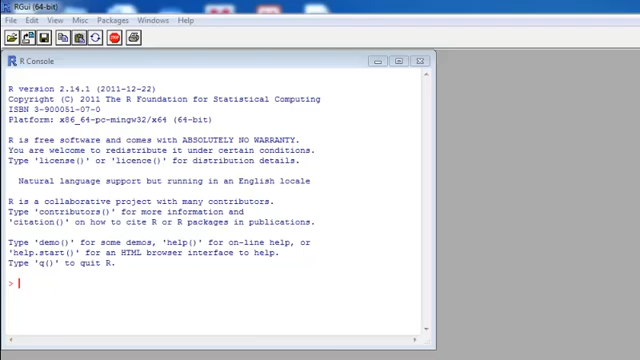 RGui (64-bit)
File Edit View Misc Packages Windows Help
STOP
R Console
R version 2.14.1 (2011-12-22)
Copyright (C) 2011 The R Foundation for Statistical Computing
ISBN 3-900051-07-0
Platform: x86_64-pc-mingw32/x64 (64-bit)
R is free software and comes with ABSOLUTELY NO WARRANTY.
You are welcome to redistribute it under certain conditions.
Type 'license()' or 'licence()' for distribution details.
Natural language support but running in an English locale
R is a collaborative project with many contributors.
Type 'contributors()' for more information and
'citation()' on how to cite R or R packages in publications.
Type 'demo()' for some demos, 'help()' for on-line help, or
'help.start()' for an HTML browser interface to help.
Type 'q()' to quit R.
>